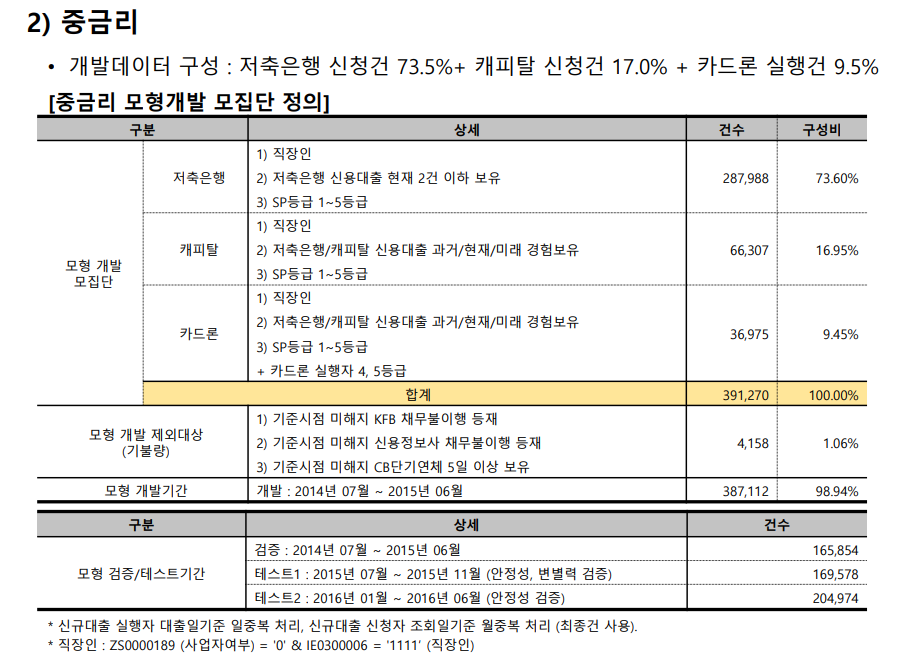 2) 중금리
• 개발데이터 구성 : 저축은행 신청건 73.5%+ 캐피탈 신청건 17.0% + 카드론 실행건 9.5%
[중금리 모형개발 모집단 정의]
구분 상세 건수 구성비
모형 개발
모집단
저축은행
1) 직장인
2) 저축은행 신용대출 현재 2건 이하 보유
3) SP등급 1~5등급
287,988 73.60%
캐피탈
1) 직장인
2) 저축은행/캐피탈 신용대출 과거/현재/미래 경험보유
3) SP등급 1~5등급
66,307 16.95%
카드론
1) 직장인
2) 저축은행/캐피탈 신용대출 과거/현재/미래 경험보유
3) SP등급 1~5등급
+ 카드론 실행자 4, 5등급
36,975 9.45%
합계 391,270 100.00%
모형 개발 제외대상
(기불량)
1) 기준시점 미해지 KFB 채무불이행 등재
2) 기준시점 미해지 신용정보사 채무불이행 등재
3) 기준시점 미해지 CB단기연체 5일 이상 보유
4,158 1.06%
모형 개발기간 개발 : 2014년 07월 ~ 2015년 06월 387,112 98.94%
구분 상세 건수
모형 검증/테스트기간
검증 : 2014년 07월 ~ 2015년 06월 165,854
테스트1 : 2015년 07월 ~ 2015년 11월 (안정성, 변별력 검증) 169,578
테스트2 : 2016년 01월 ~ 2016년 06월 (안정성 검증) 204,974
* 신규대출 실행자 대출일기준 일중복 처리, 신규대출 신청자 조회일기준 월중복 처리 (최종건 사용).
* 직장인 : ZS0000189 (사업자여부) = '0' & IE0300006 = '1111' (직장인)